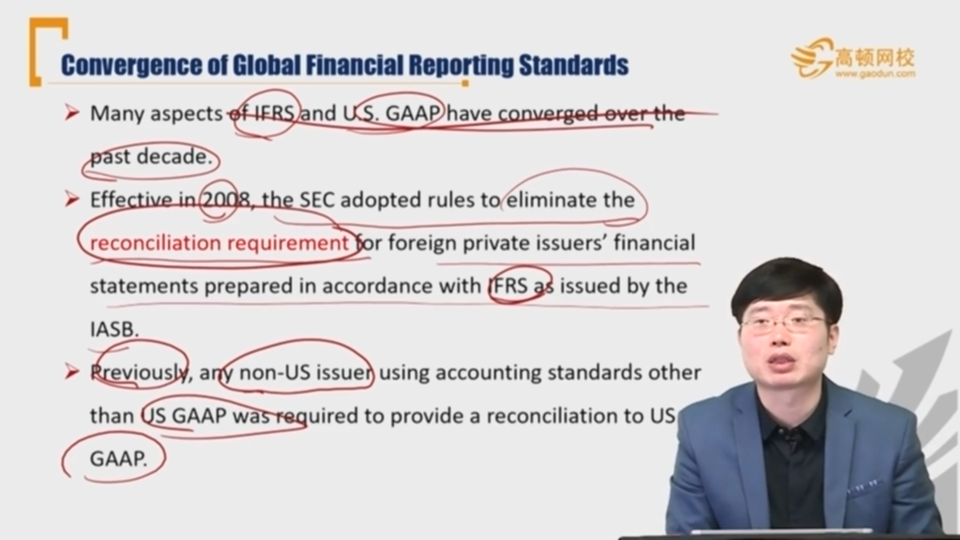 Convergence of Global Financial Reporting Standards
高顿网校
www.gaodun.com
Many aspects of IFRS and U.S. GAAP have converged over the
past decade.
Effective in 2008, the SEC adopted rules to eliminate the
reconciliation requirement for foreign private issuers’ financial
statements prepared in accordance with IFRS as issued by the
IASB.
Previously, any non-US issuer using accounting standards other
than US GAAP was required to provide a reconciliation to US
GAAP.